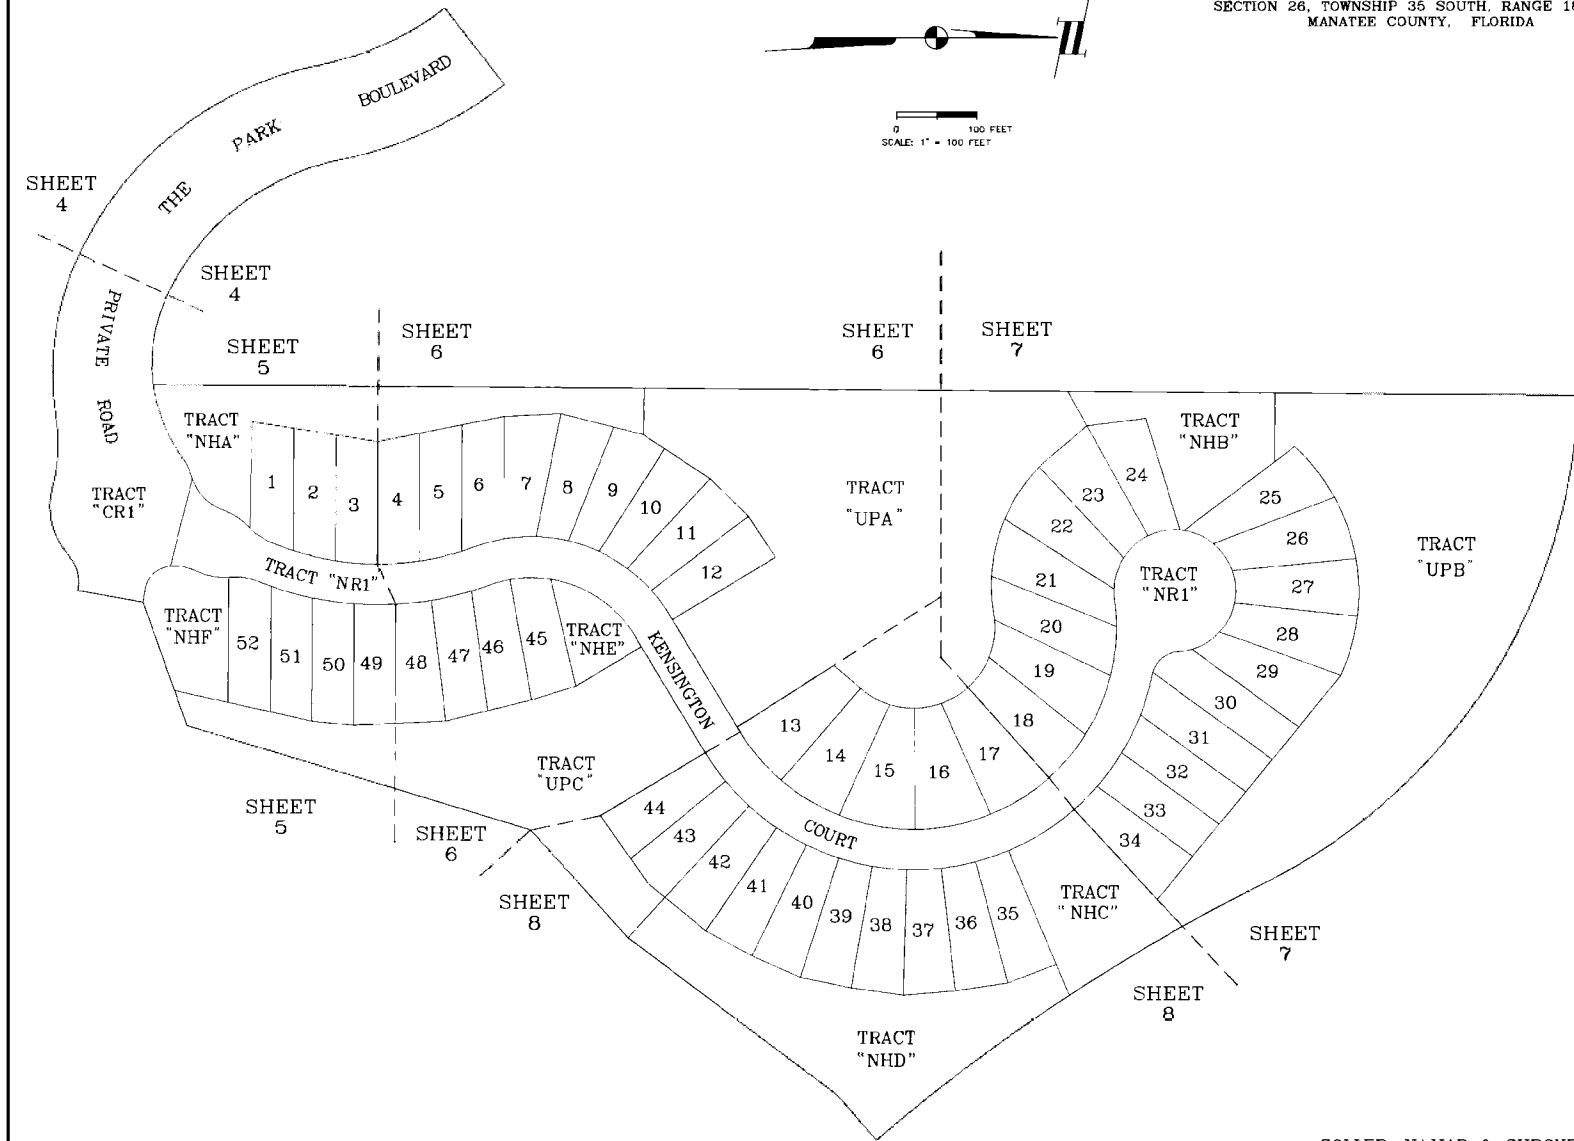 SECTION 26, TOWNSHIP 35 SOUTH, RANGE 18
MANATEE COUNTY, FLORIDA
0 100 FEET
SCALE: 1" = 100 FEET
THE PARK BOULEVARD
PRIVATE ROAD
SHEET
4
SHEET
4
SHEET
5
SHEET
6
SHEET
6
SHEET
7
TRACT
"NHA"
TRACT
"CR1"
1
2
3
4
5
6
7
8
9
10
11
12
TRACT
"UPA"
TRACT
"NHB"
24
23
22
21
20
19
18
25
26
27
28
29
30
31
32
33
34
TRACT
"NR1"
TRACT
"UPB"
TRACT "NR1"
TRACT
"NHF"
52
51
50
49
48
47
46
45
TRACT
"NHE"
KENSINGTON
COURT
13
14
15
16
17
TRACT
"UPC"
44
43
42
41
40
39
38
37
36
35
TRACT
"NHC"
SHEET
5
SHEET
6
SHEET
8
SHEET
7
SHEET
8
TRACT
"NHD"